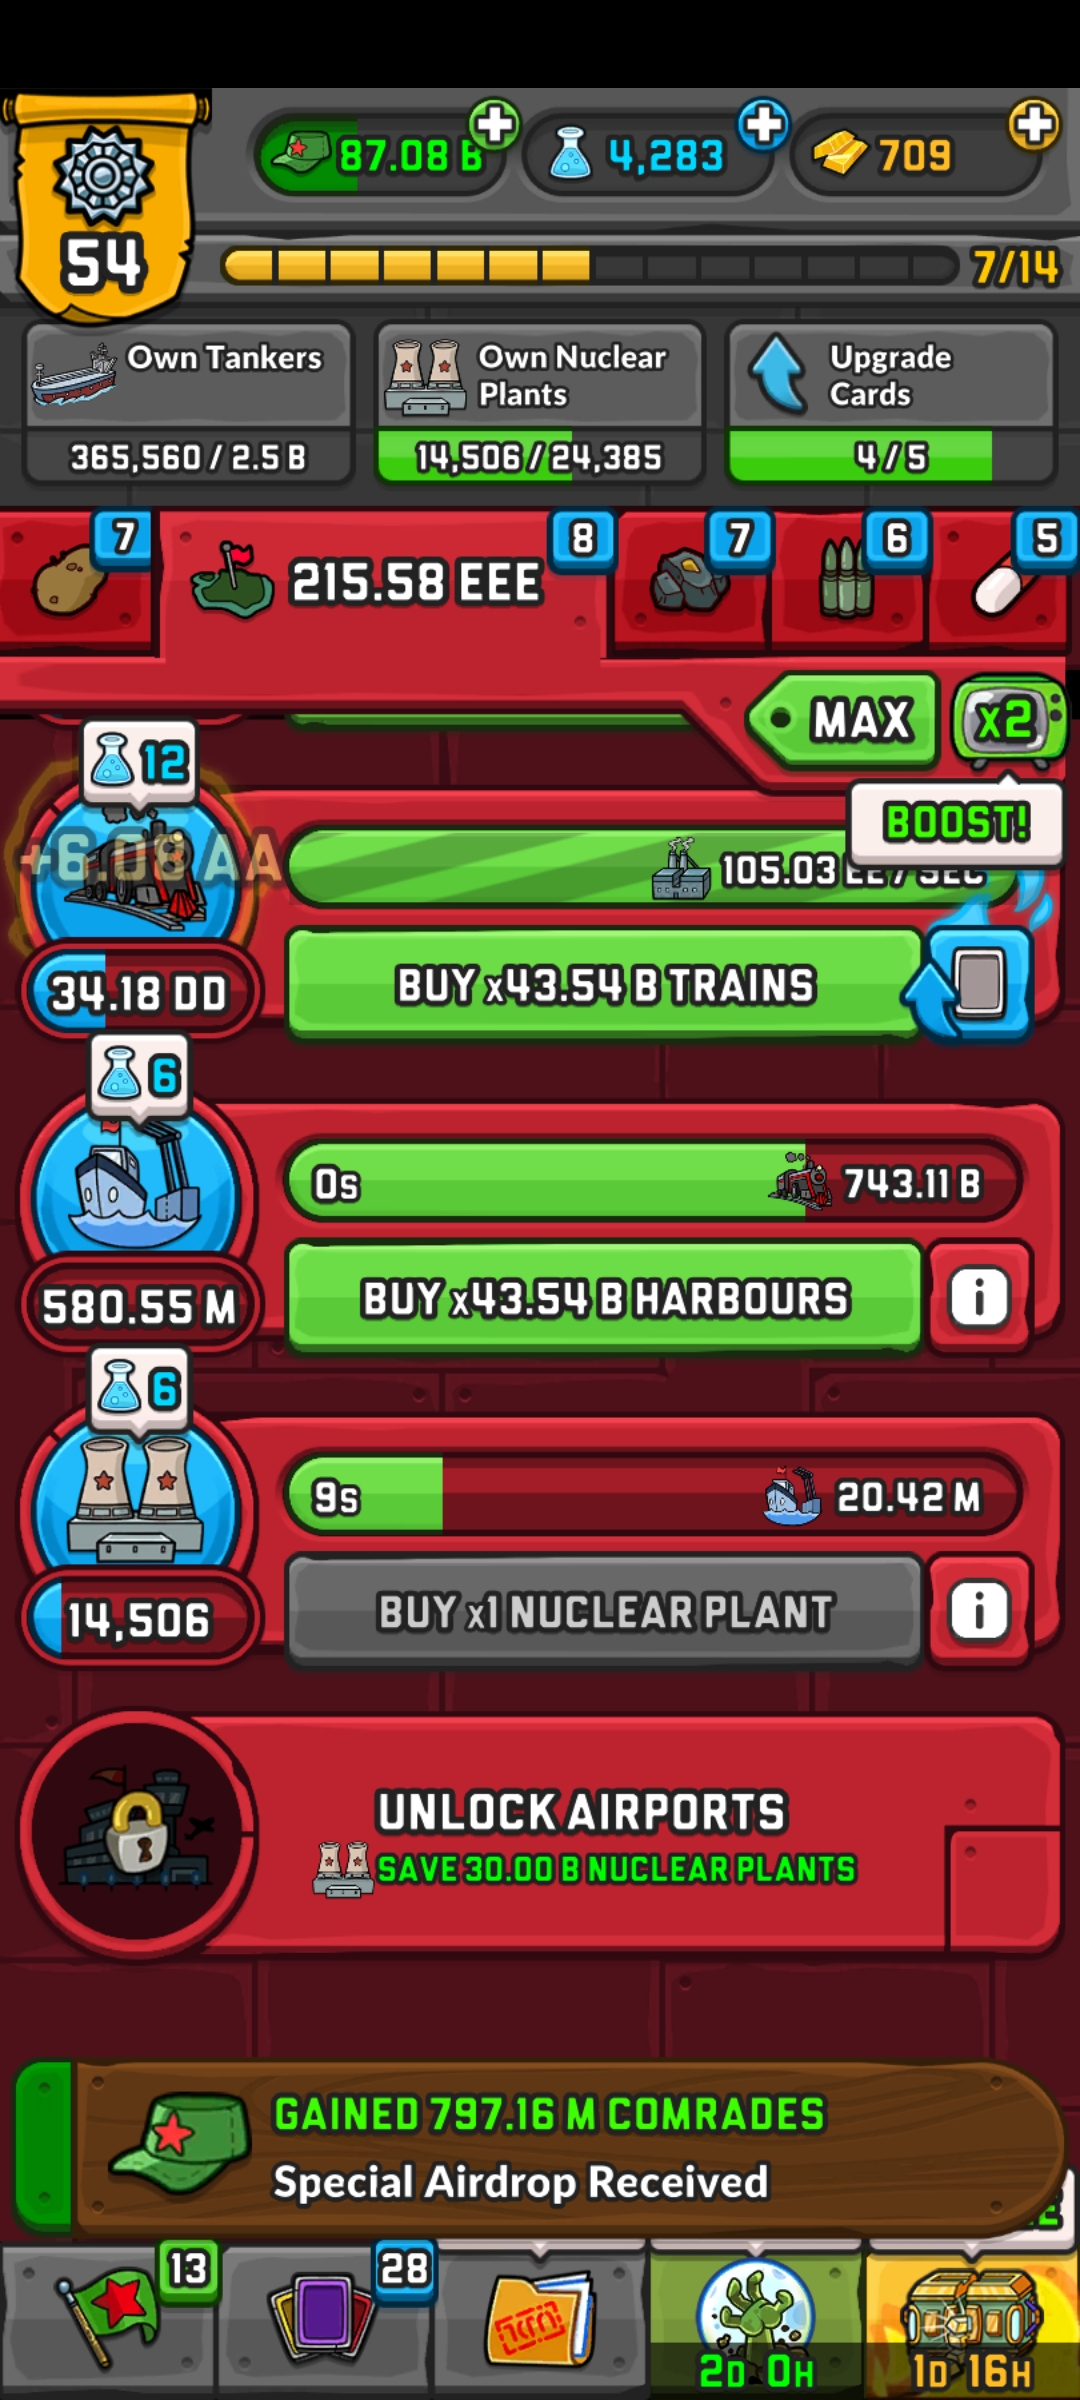 54
87.08 B
4,283
709
7/14
Own Tankers
365,560 / 2.5 B
Own Nuclear
Plants
14,506 / 24,385
Upgrade
Cards
4 / 5
7
215.58 EEE
8
7
6
5
MAX
x2
BOOST!
12
+6.08 AA
105.03 EE / SEC
34.18 DD
BUY x43.54 B TRAINS
6
0s
743.11 B
580.55 M
BUY x43.54 B HARBOURS
i
6
9s
20.42 M
14,506
BUY x1 NUCLEAR PLANT
i
UNLOCK AIRPORTS
SAVE 30.00 B NUCLEAR PLANTS
GAINED 797.16 M COMRADES
Special Airdrop Received
13
28
2D 0H
1D 16H